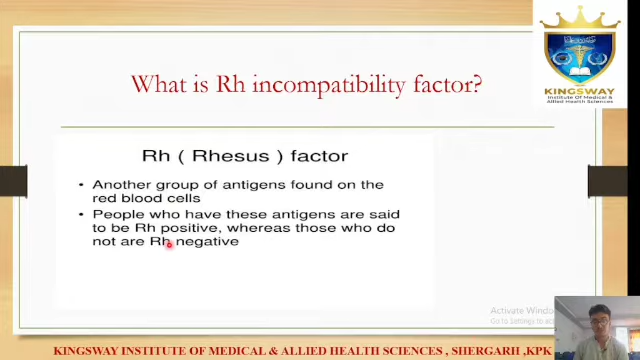 KINGSWAY
Institute Of Medical &
Allied Health Sciences
What is Rh incompatibility factor?
Rh ( Rhesus ) factor
• Another group of antigens found on the
red blood cells
• People who have these antigens are said
to be Rh positive, whereas those who do
not are Rh negative
Activate Windo
Go to Settings to ac
KINGSWAY INSTITUTE OF MEDICAL & ALLIED HEALTH SCIENCES , SHERGARH ,KPK